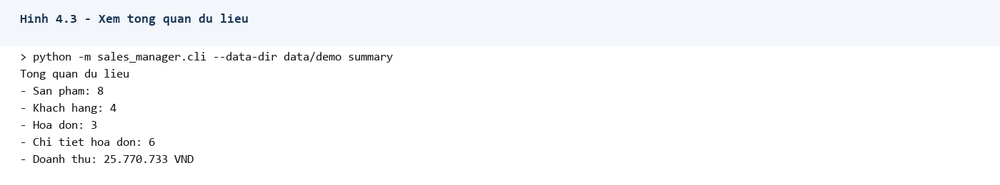 Hinh 4.3 - Xem tong quan du lieu
> python -m sales_manager.cli --data-dir data/demo summary
Tong quan du lieu
- San pham: 8
- Khach hang: 4
- Hoa don: 3
- Chi tiet hoa don: 6
- Doanh thu: 25.770.733 VND